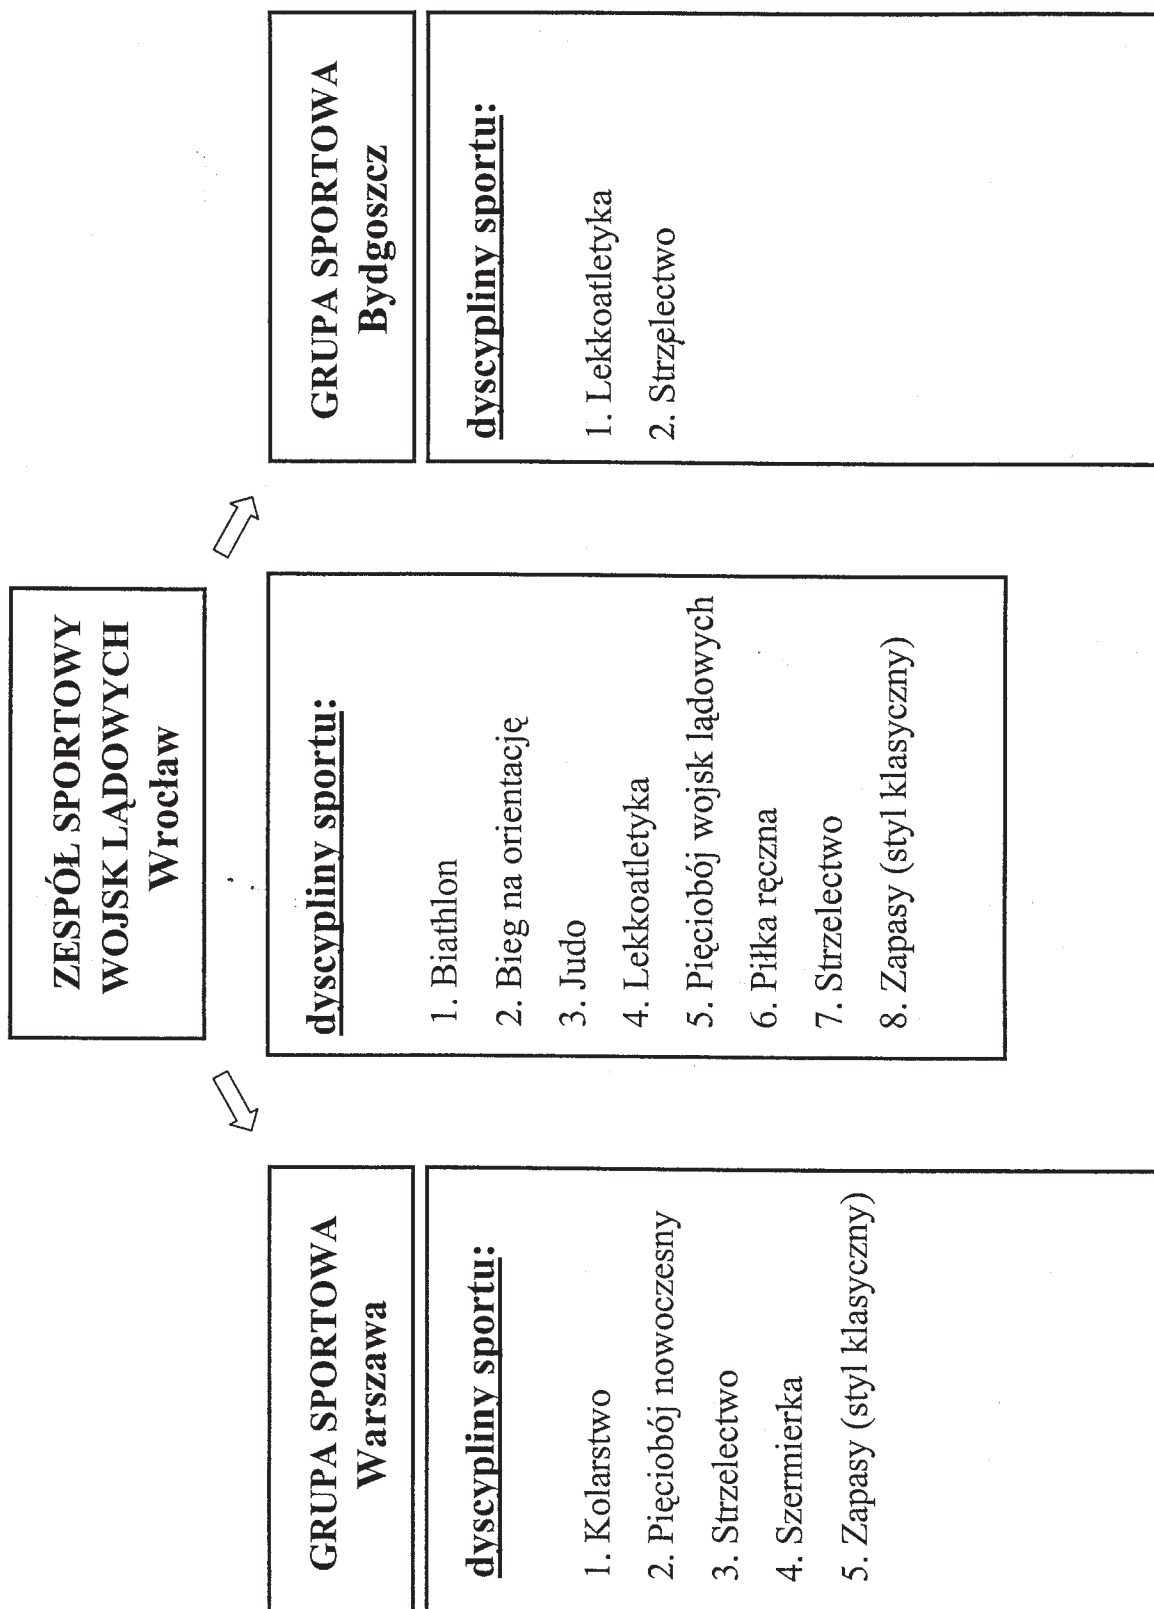 ZESPÓŁ SPORTOWY
WOJSK LĄDOWYCH
Wrocław
GRUPA SPORTOWA
Warszawa
dyscypliny sportu:
1. Kolarstwo
2. Pięciobój nowoczesny
3. Strzelectwo
4. Szermierka
5. Zapasy (styl klasyczny)
dyscypliny sportu:
1. Biathlon
2. Bieg na orientację
3. Judo
4. Lekkoatletyka
5. Pięciobój wojsk lądowych
6. Piłka ręczna
7. Strzelectwo
8. Zapasy (styl klasyczny)
GRUPA SPORTOWA
Bydgoszcz
dyscypliny sportu:
1. Lekkoatletyka
2. Strzelectwo